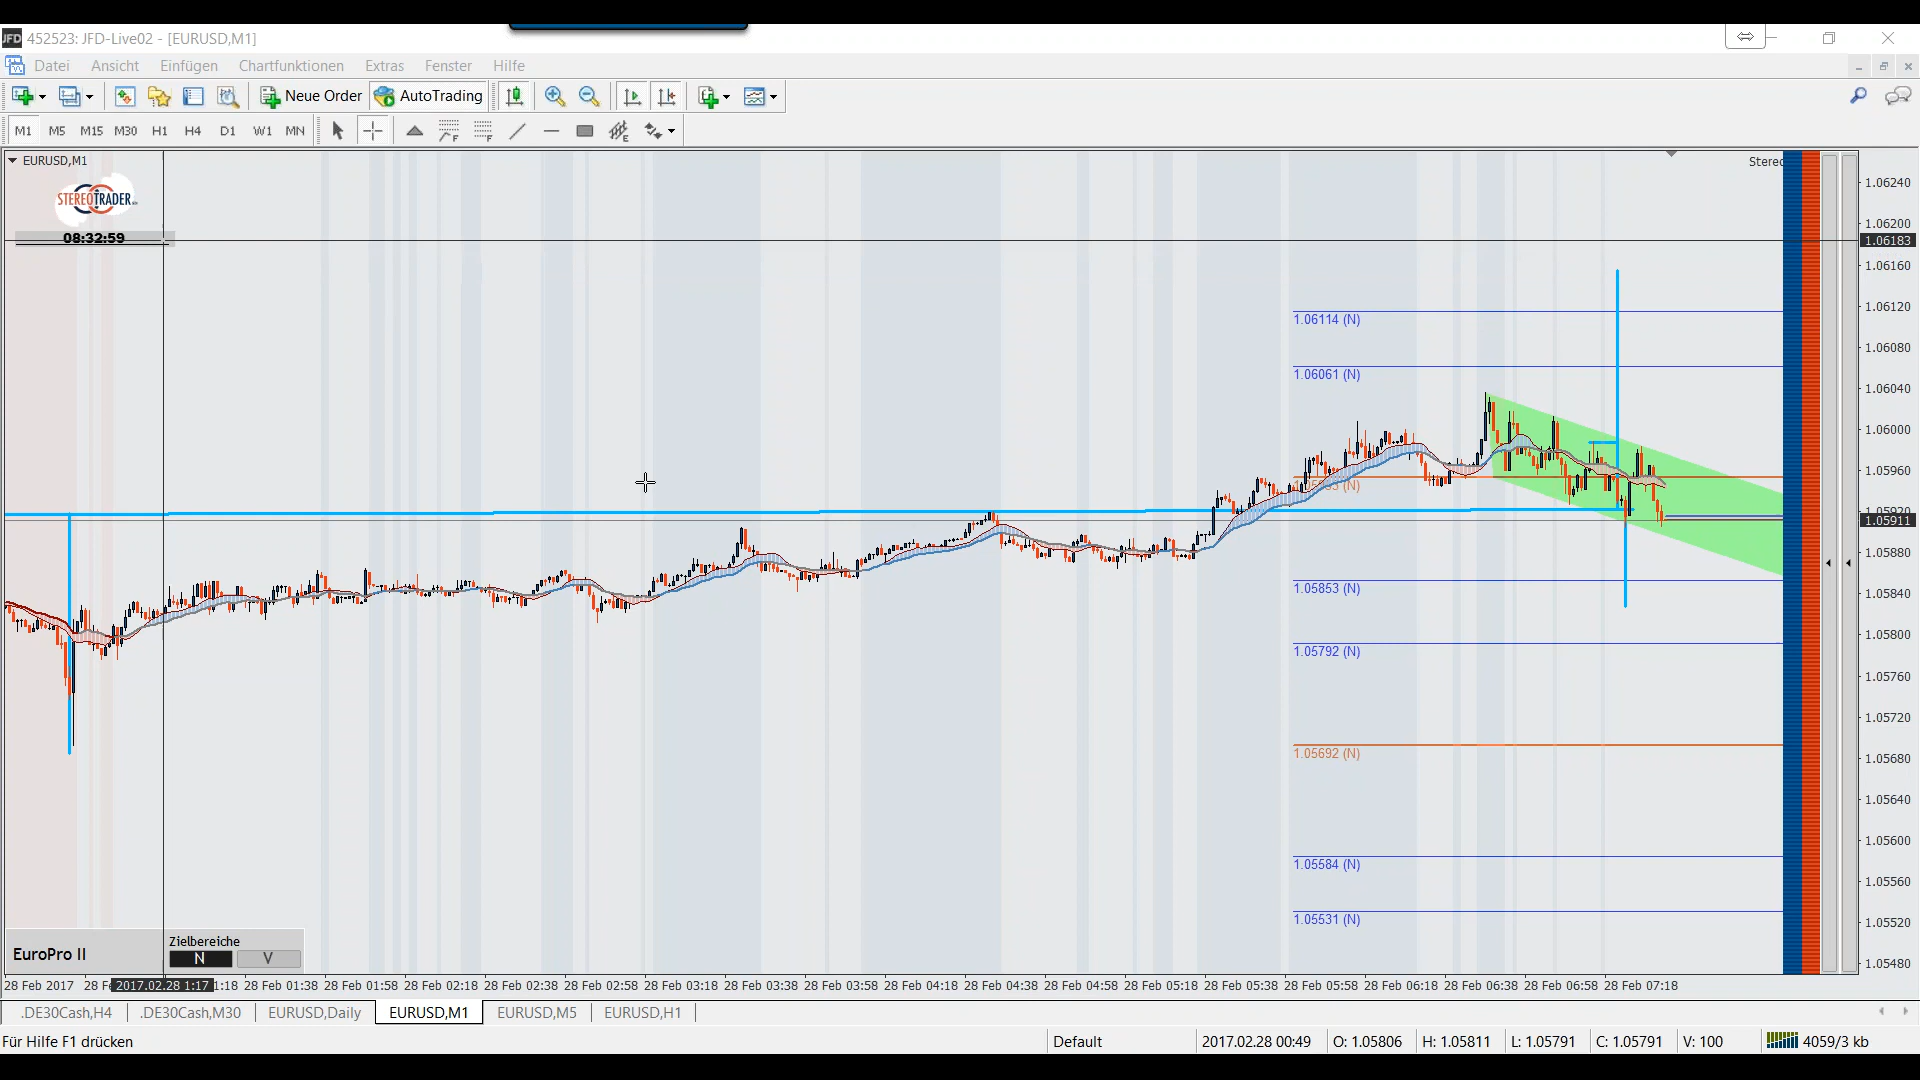 JFD 452523: JFD-Live02 - [EURUSD,M1]
Datei Ansicht Einfügen Chartfunktionen Extras Fenster Hilfe
Neue Order AutoTrading
M1 M5 M15 M30 H1 H4 D1 W1 MN
EURUSD,M1
Stereo
STEREOTRADER
08:32:59
1.06240
1.06200
1.06183
1.06160
1.06120
1.06114 (N)
1.06080
1.06061 (N)
1.06040
1.06000
1.05960
1.05920
1.05911
1.05880
1.05853 (N)
1.05840
1.05800
1.05792 (N)
1.05760
1.05720
1.05692 (N)
1.05680
1.05640
1.05600
1.05584 (N)
1.05560
1.05531 (N)
1.05520
1.05480
EuroPro II
Zielbereiche
N V
28 Feb 2017 28 Fe 2017.02.28 1:17 1:18 28 Feb 01:38 28 Feb 01:58 28 Feb 02:18 28 Feb 02:38 28 Feb 02:58 28 Feb 03:18 28 Feb 03:38 28 Feb 03:58 28 Feb 04:18 28 Feb 04:38 28 Feb 04:58 28 Feb 05:18 28 Feb 05:38 28 Feb 05:58 28 Feb 06:18 28 Feb 06:38 28 Feb 06:58 28 Feb 07:18
.DE30Cash,H4 .DE30Cash,M30 EURUSD,Daily EURUSD,M1 EURUSD,M5 EURUSD,H1
Für Hilfe F1 drücken Default 2017.02.28 00:49 O: 1.05806 H: 1.05811 L: 1.05791 C: 1.05791 V: 100 4059/3 kb